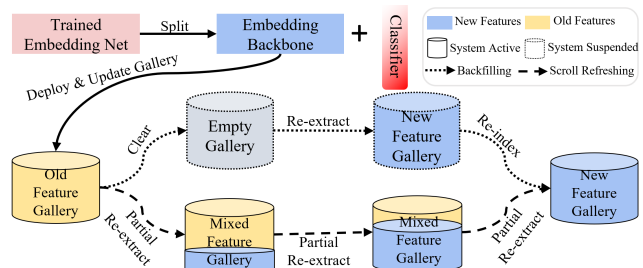 Trained
Embedding Net
Split
Embedding
Backbone
+
Classifier
New Features
Old Features
System Active
System Suspended
Backfilling
Scroll Refreshing
Deploy & Update Gallery
Clear
Empty
Gallery
Re-extract
New
Feature
Gallery
Re-index
Old
Feature
Gallery
New
Feature
Gallery
Partial
Re-extract
Mixed
Feature
Gallery
Partial
Re-extract
Mixed
Feature
Gallery
Partial
Re-extract